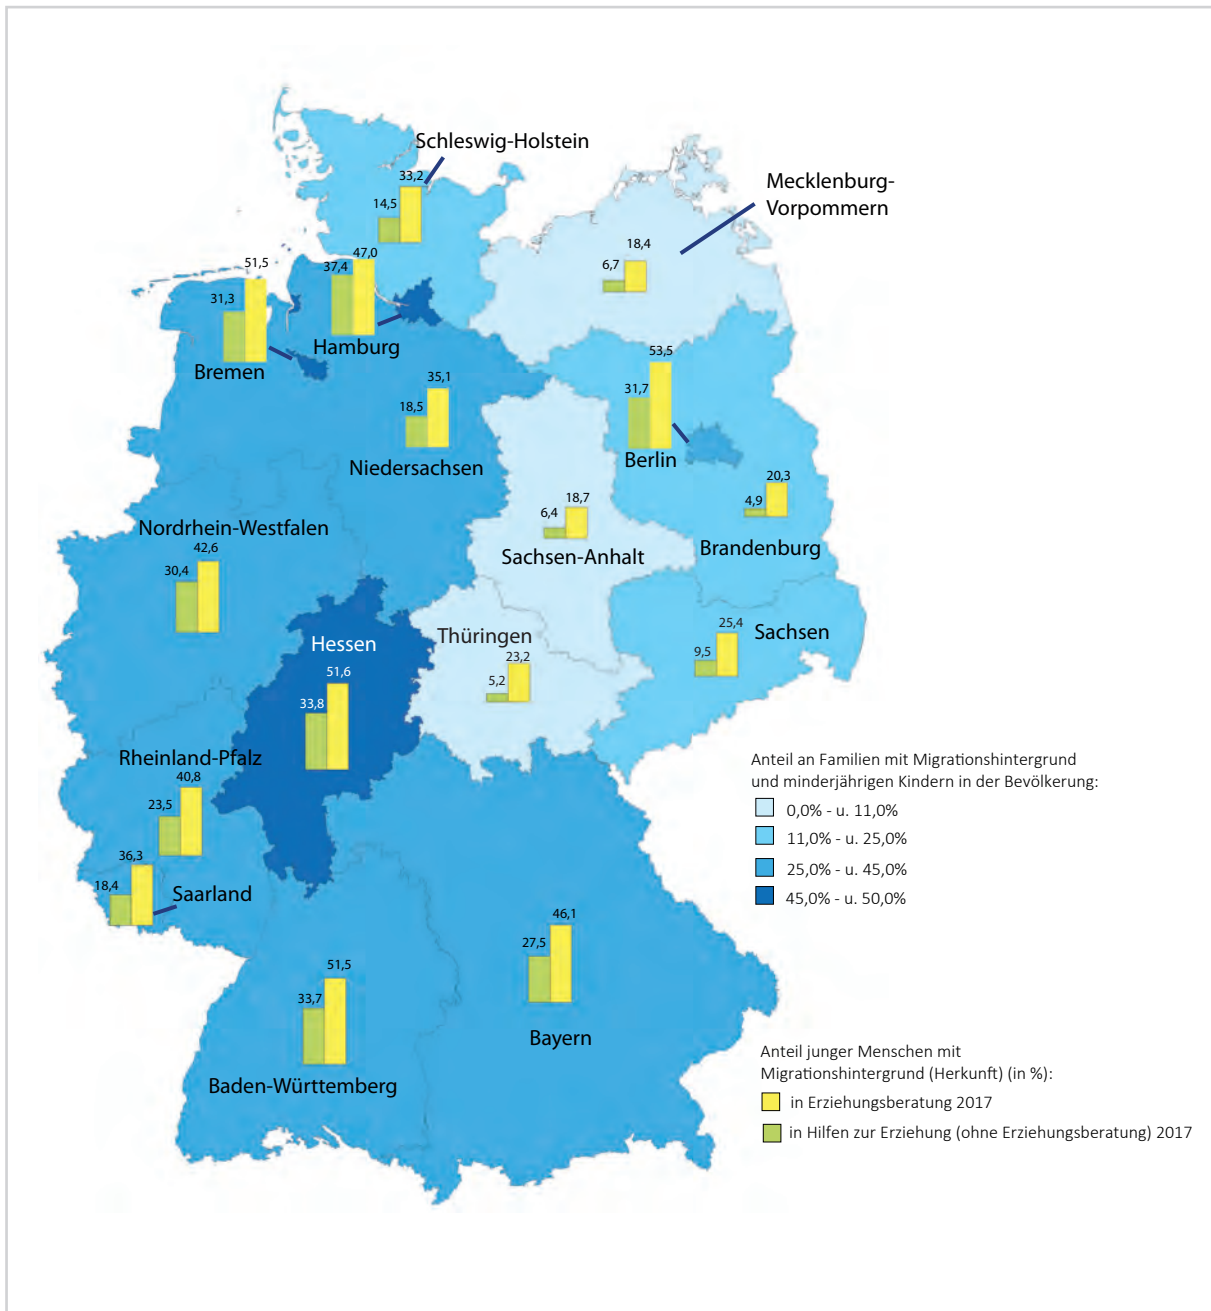 Schleswig-Holstein
33,2
14,5
Mecklenburg-
Vorpommern
18,4
6,7
51,5
31,3
Bremen
47,0
37,4
Hamburg
53,5
31,7
Berlin
35,1
18,5
Niedersachsen
20,3
4,9
Brandenburg
18,7
6,4
Sachsen-Anhalt
Nordrhein-Westfalen
42,6
30,4
Hessen
51,6
33,8
Thüringen
23,2
5,2
Sachsen
25,4
9,5
Rheinland-Pfalz
40,8
23,5
36,3
18,4
Saarland
46,1
27,5
Bayern
51,5
33,7
Baden-Württemberg
Anteil an Familien mit Migrationshintergrund
und minderjährigen Kindern in der Bevölkerung:
0,0% - u. 11,0%
11,0% - u. 25,0%
25,0% - u. 45,0%
45,0% - u. 50,0%
Anteil junger Menschen mit
Migrationshintergrund (Herkunft) (in %):
in Erziehungsberatung 2017
in Hilfen zur Erziehung (ohne Erziehungsberatung) 2017